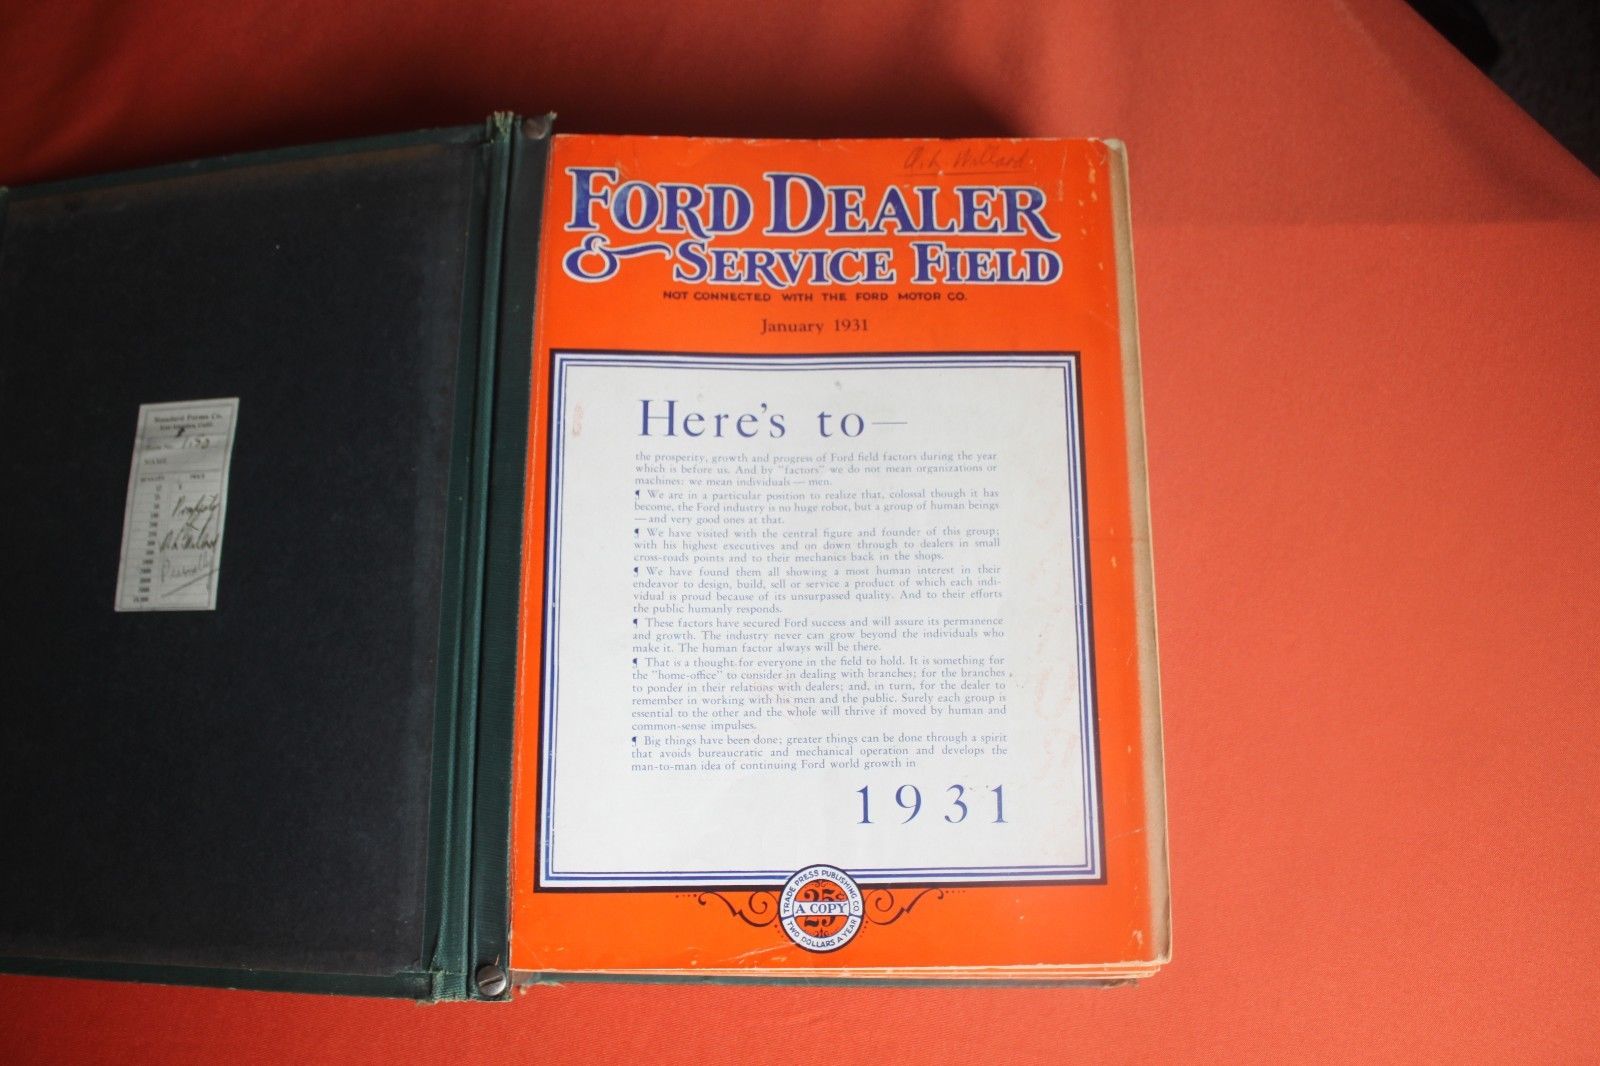 Standard Forms Co.
Los Angeles, Calif.
1.50
NAME
QUANTITY PRICE
A. L. Willard
Personally
A. L. Willard
FORD DEALER
& SERVICE FIELD
NOT CONNECTED WITH THE FORD MOTOR CO.
January 1931
Here's to—
the prosperity, growth and progress of Ford field factors during the year
which is before us. And by "factors" we do not mean organizations or
machines: we mean individuals — men.
¶ We are in a particular position to realize that, colossal though it has
become, the Ford industry is no huge robot, but a group of human beings
—and very good ones at that.
¶ We have visited with the central figure and founder of this group;
with his highest executives and on down through to dealers in small
cross-roads points and to their mechanics back in the shops.
¶ We have found them all showing a most human interest in their
endeavor to design, build, sell or service a product of which each indi-
vidual is proud because of its unsurpassed quality. And to their efforts
the public humanly responds.
¶ These factors have secured Ford success and will assure its permanence
and growth. The industry never can grow beyond the individuals who
make it. The human factor always will be there.
¶ That is a thought for everyone in the field to hold. It is something for
the "home-office" to consider in dealing with branches; for the branches
to ponder in their relations with dealers; and, in turn, for the dealer to
remember in working with his men and the public. Surely each group is
essential to the other and the whole will thrive if moved by human and
common-sense impulses.
¶ Big things have been done; greater things can be done through a spirit
that avoids bureaucratic and mechanical operation and develops the
man-to-man idea of continuing Ford world growth in
1931
TRADE PRESS PUBLISHING CO.
25¢
A COPY
TWO DOLLARS A YEAR